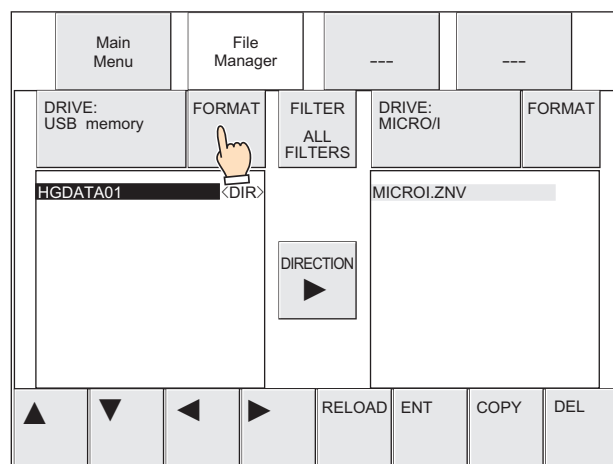 Main
Menu
File
Manager
---
---
DRIVE:
USB memory
FORMAT
FILTER
ALL
FILTERS
DRIVE:
MICRO/I
FORMAT
HGDATA01 <DIR>
MICROI.ZNV
DIRECTION
RELOAD ENT COPY DEL